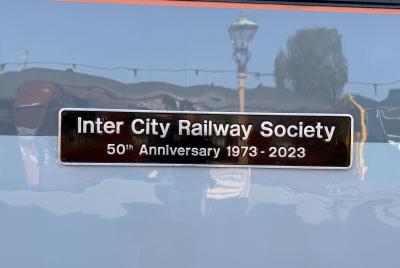 Inter City Railway Society
50th Anniversary 1973 - 2023